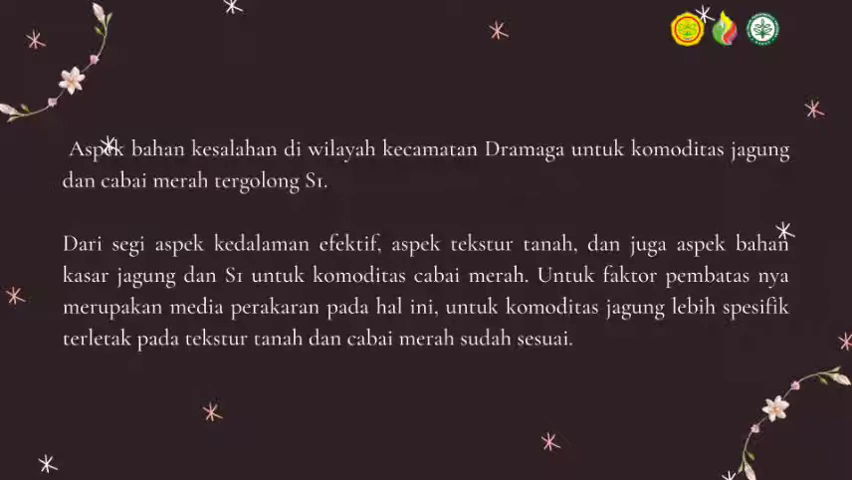 Aspek bahan kesalahan di wilayah kecamatan Dramaga untuk komoditas jagung
dan cabai merah tergolong S1.
Dari segi aspek kedalaman efektif, aspek tekstur tanah, dan juga aspek bahan
kasar jagung dan S1 untuk komoditas cabai merah. Untuk faktor pembatas nya
merupakan media perakaran pada hal ini, untuk komoditas jagung lebih spesifik
terletak pada tekstur tanah dan cabai merah sudah sesuai.